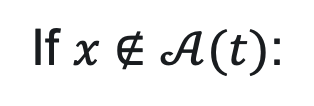 If 𝑥 ∉ 𝒜(𝑡):